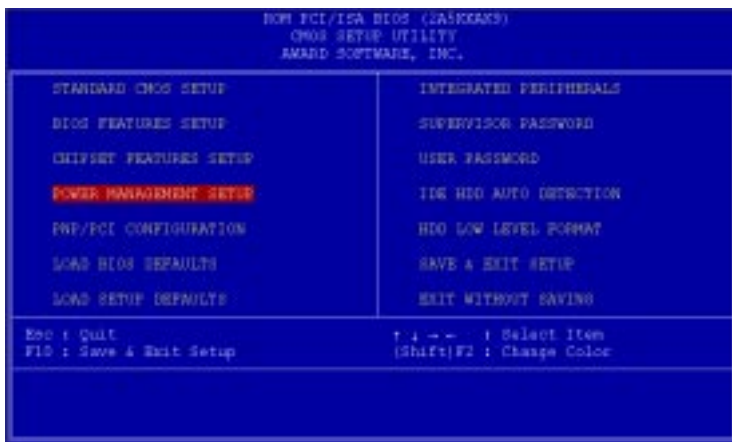 ROM PCI/ISA BIOS (2A5KKAK9)
CMOS SETUP UTILITY
AWARD SOFTWARE, INC.
STANDARD CMOS SETUP
BIOS FEATURES SETUP
CHIPSET FEATURES SETUP
POWER MANAGEMENT SETUP
PNP/PCI CONFIGURATION
LOAD BIOS DEFAULTS
LOAD SETUP DEFAULTS
INTEGRATED PERIPHERALS
SUPERVISOR PASSWORD
USER PASSWORD
IDE HDD AUTO DETECTION
HDD LOW LEVEL FORMAT
SAVE & EXIT SETUP
EXIT WITHOUT SAVING
Esc : Quit
F10 : Save & Exit Setup
↑ ↓ → ← : Select Item
(Shift)F2 : Change Color